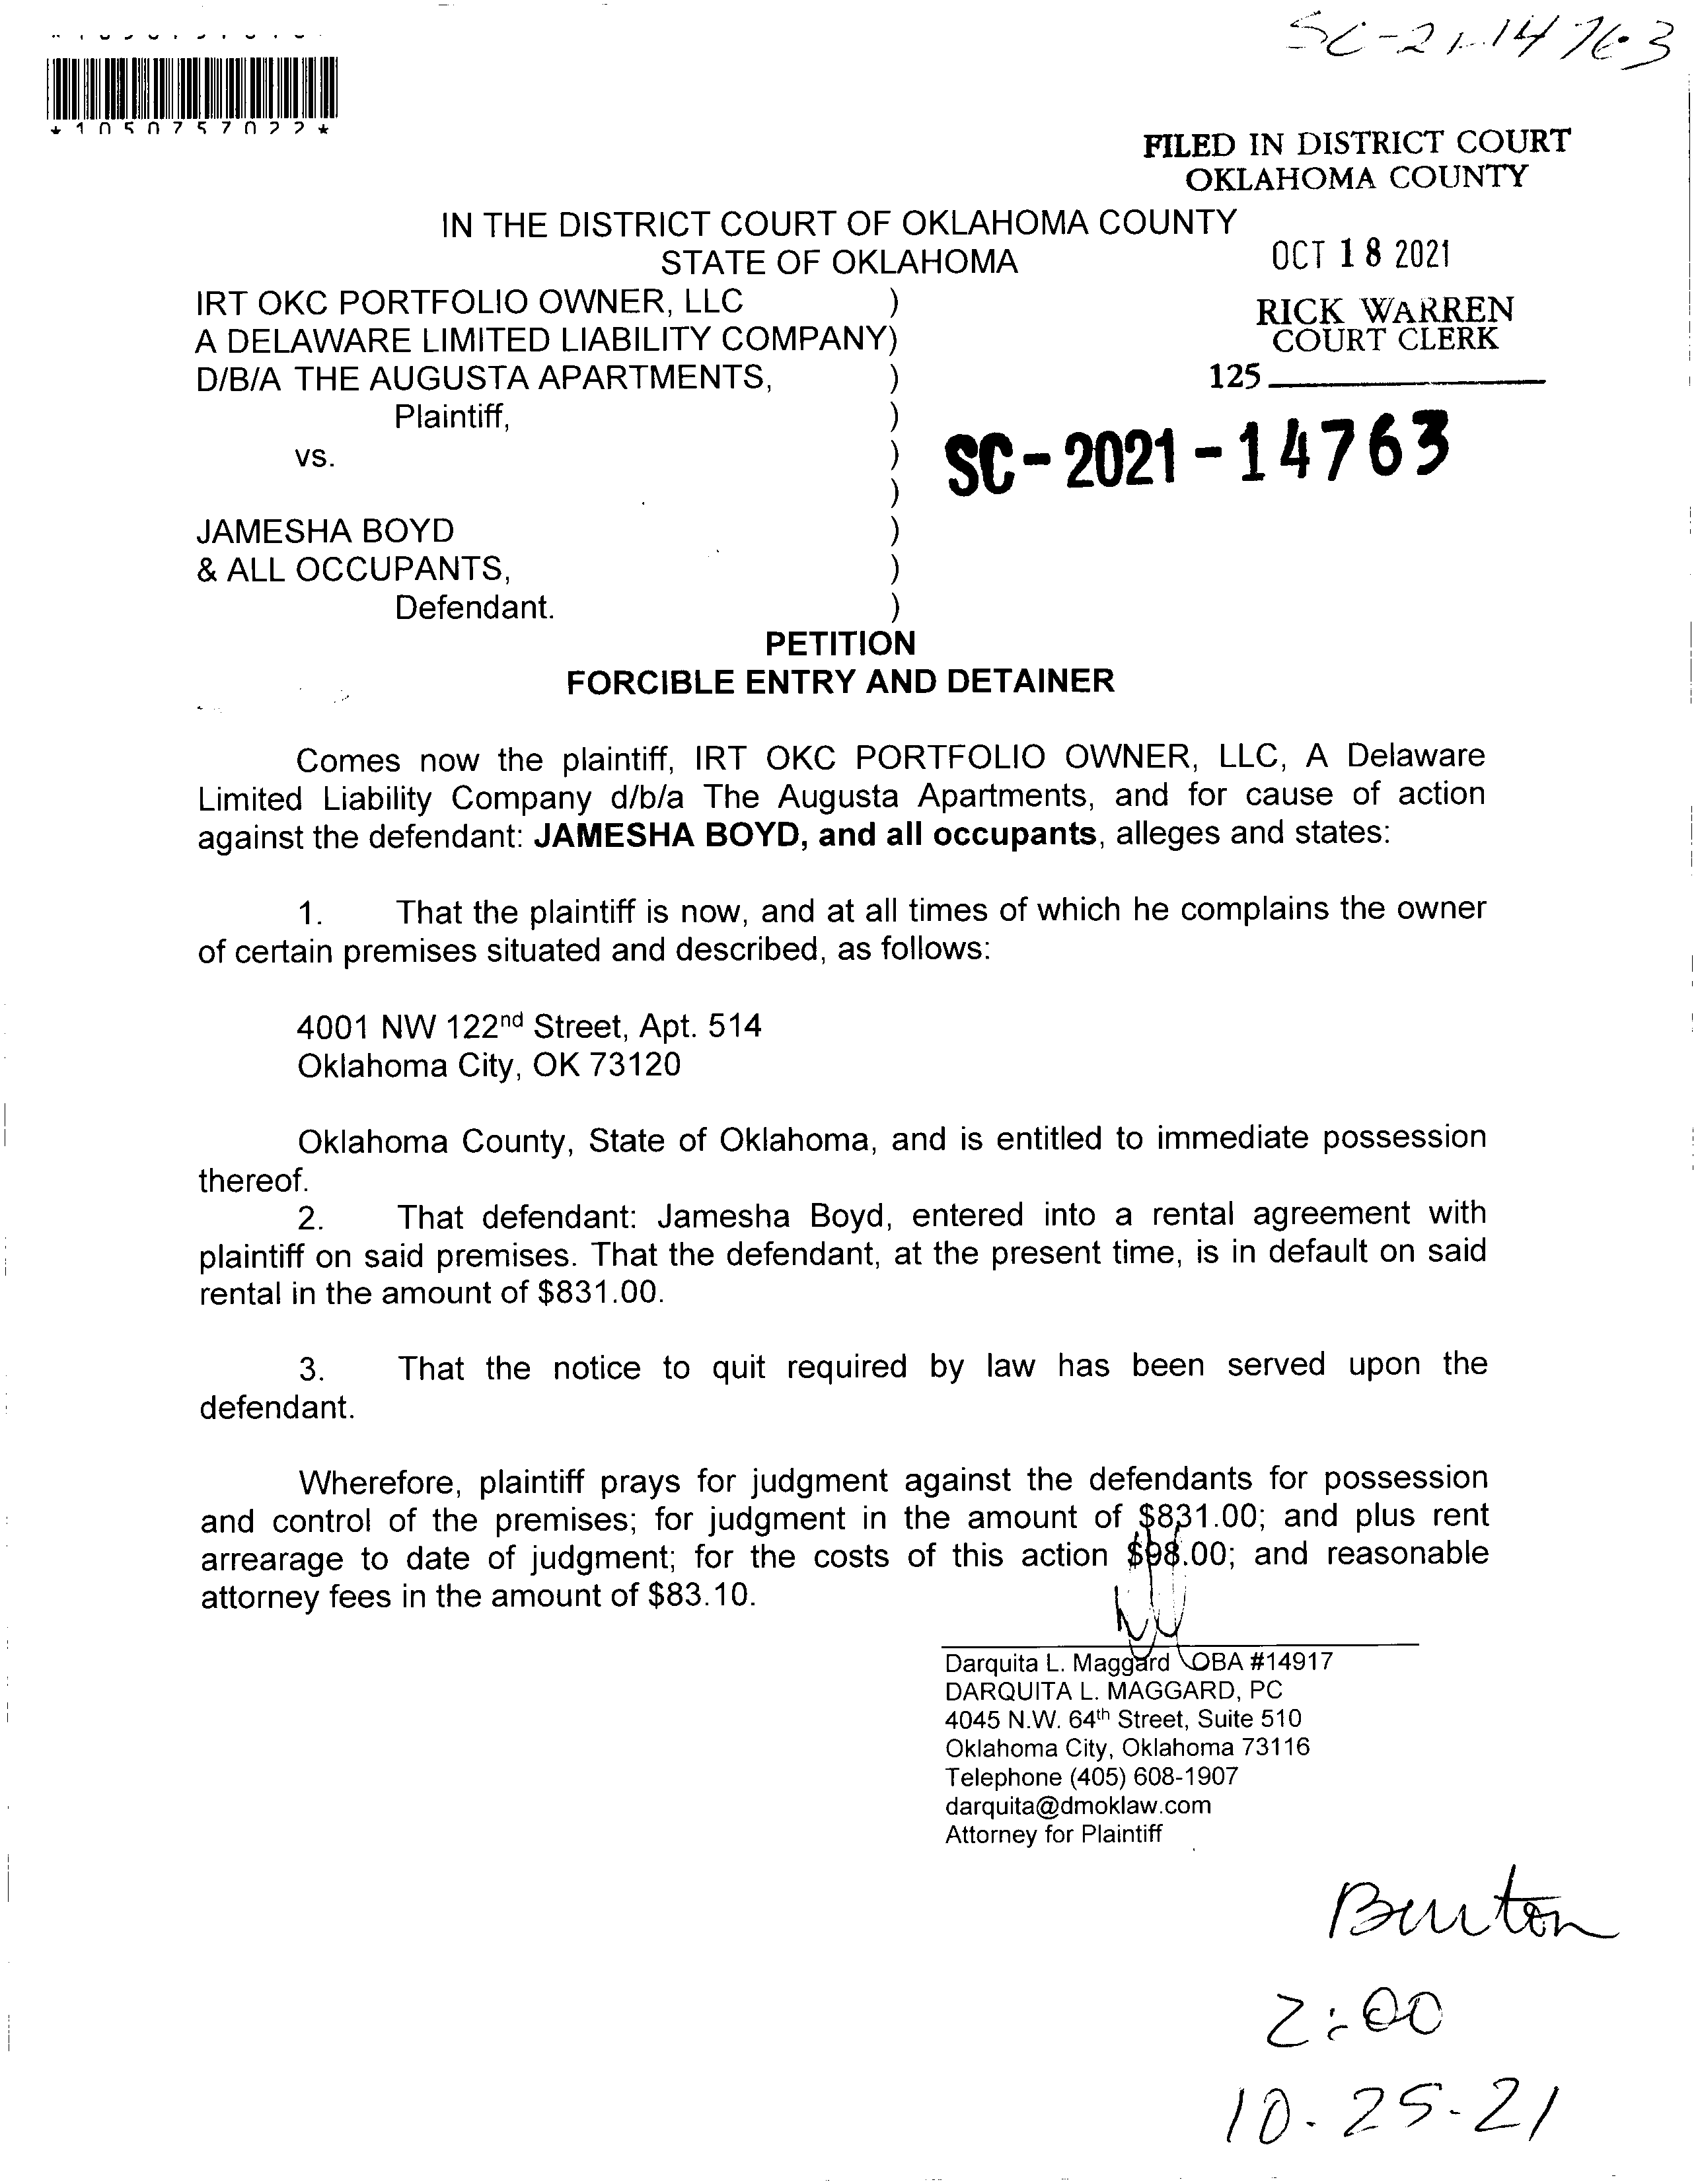 SC-21-14763
*1050757022*
FILED IN DISTRICT COURT
OKLAHOMA COUNTY
IN THE DISTRICT COURT OF OKLAHOMA COUNTY
STATE OF OKLAHOMA
OCT 18 2021
IRT OKC PORTFOLIO OWNER, LLC )
A DELAWARE LIMITED LIABILITY COMPANY)
D/B/A THE AUGUSTA APARTMENTS, )
RICK WARREN
COURT CLERK
125
Plaintiff, )
vs. )
)
SC-2021-14763
JAMESHA BOYD )
& ALL OCCUPANTS, )
Defendant. )
PETITION
FORCIBLE ENTRY AND DETAINER
Comes now the plaintiff, IRT OKC PORTFOLIO OWNER, LLC, A Delaware
Limited Liability Company d/b/a The Augusta Apartments, and for cause of action
against the defendant: JAMESHA BOYD, and all occupants, alleges and states:
1. That the plaintiff is now, and at all times of which he complains the owner
of certain premises situated and described, as follows:
4001 NW 122nd Street, Apt. 514
Oklahoma City, OK 73120
Oklahoma County, State of Oklahoma, and is entitled to immediate possession
thereof.
2. That defendant: Jamesha Boyd, entered into a rental agreement with
plaintiff on said premises. That the defendant, at the present time, is in default on said
rental in the amount of $831.00.
3. That the notice to quit required by law has been served upon the
defendant.
Wherefore, plaintiff prays for judgment against the defendants for possession
and control of the premises; for judgment in the amount of $831.00; and plus rent
arrearage to date of judgment; for the costs of this action $98.00; and reasonable
attorney fees in the amount of $83.10.
Darquita L. Maggard OBA #14917
DARQUITA L. MAGGARD, PC
4045 N.W. 64th Street, Suite 510
Oklahoma City, Oklahoma 73116
Telephone (405) 608-1907
darquita@dmoklaw.com
Attorney for Plaintiff
2:00
10-25-21